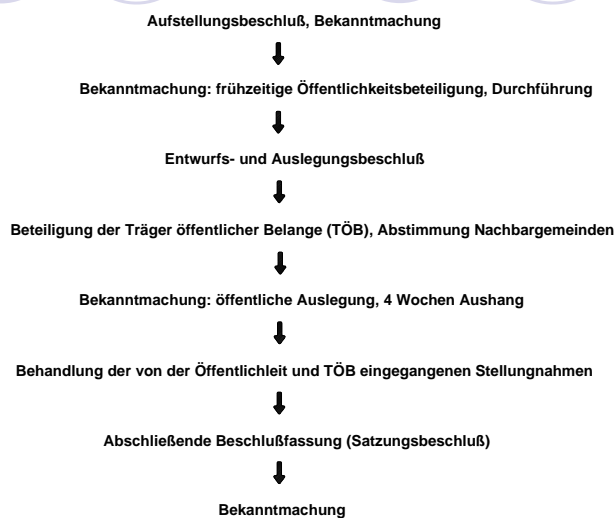 Aufstellungsbeschluß, Bekanntmachung
Bekanntmachung: frühzeitige Öffentlichkeitsbeteiligung, Durchführung
Entwurfs- und Auslegungsbeschluß
Beteiligung der Träger öffentlicher Belange (TÖB), Abstimmung Nachbargemeinden
Bekanntmachung: öffentliche Auslegung, 4 Wochen Aushang
Behandlung der von der Öffentlichleit und TÖB eingegangenen Stellungnahmen
Abschließende Beschlußfassung (Satzungsbeschluß)
Bekanntmachung